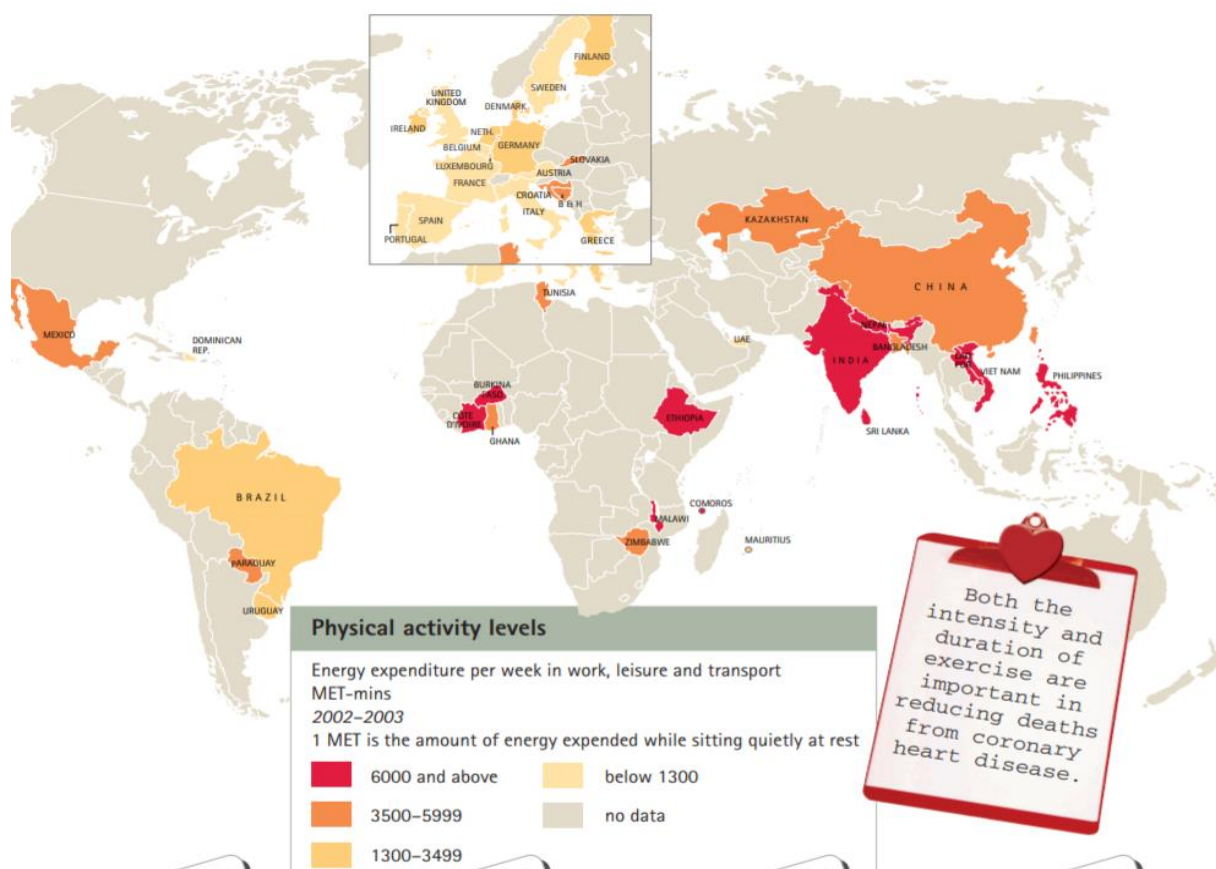 FINLAND
SWEDEN
UNITED
KINGDOM
DENMARK
IRELAND
NETH.
GERMANY
BELGIUM
LUXEMBOURG
SLOVAKIA
AUSTRIA
FRANCE
CROATIA
B & H
ITALY
SPAIN
PORTUGAL
GREECE
KAZAKHSTAN
CHINA
TUNISIA
MEXICO
DOMINICAN
REP.
UAE
NEPAL
BANGLADESH
INDIA
LAO
PDR
VIET NAM
PHILIPPINES
BURKINA
FASO
CÔTE
D'IVOIRE
GHANA
ETHIOPIA
SRI LANKA
BRAZIL
COMOROS
MALAWI
ZIMBABWE
MAURITIUS
PARAGUAY
URUGUAY
Both the
intensity and
duration of
exercise are
important in
reducing deaths
from coronary
heart disease.
Physical activity levels
Energy expenditure per week in work, leisure and transport
MET-mins
2002–2003
1 MET is the amount of energy expended while sitting quietly at rest
6000 and above
below 1300
3500–5999
no data
1300–3499